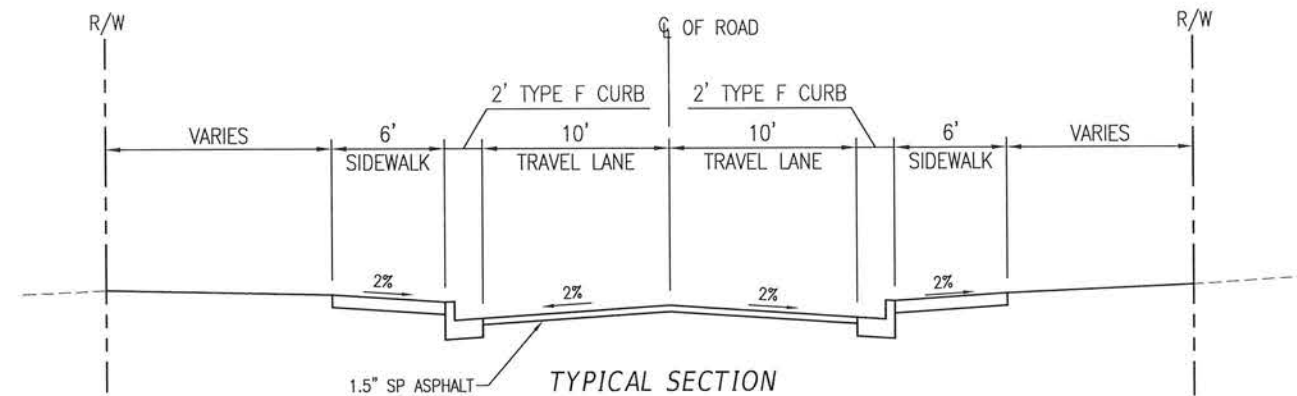 R/W
℄ OF ROAD
R/W
2' TYPE F CURB
2' TYPE F CURB
VARIES
6'
SIDEWALK
10'
TRAVEL LANE
10'
TRAVEL LANE
6'
SIDEWALK
VARIES
2%
2%
2%
2%
1.5" SP ASPHALT
TYPICAL SECTION